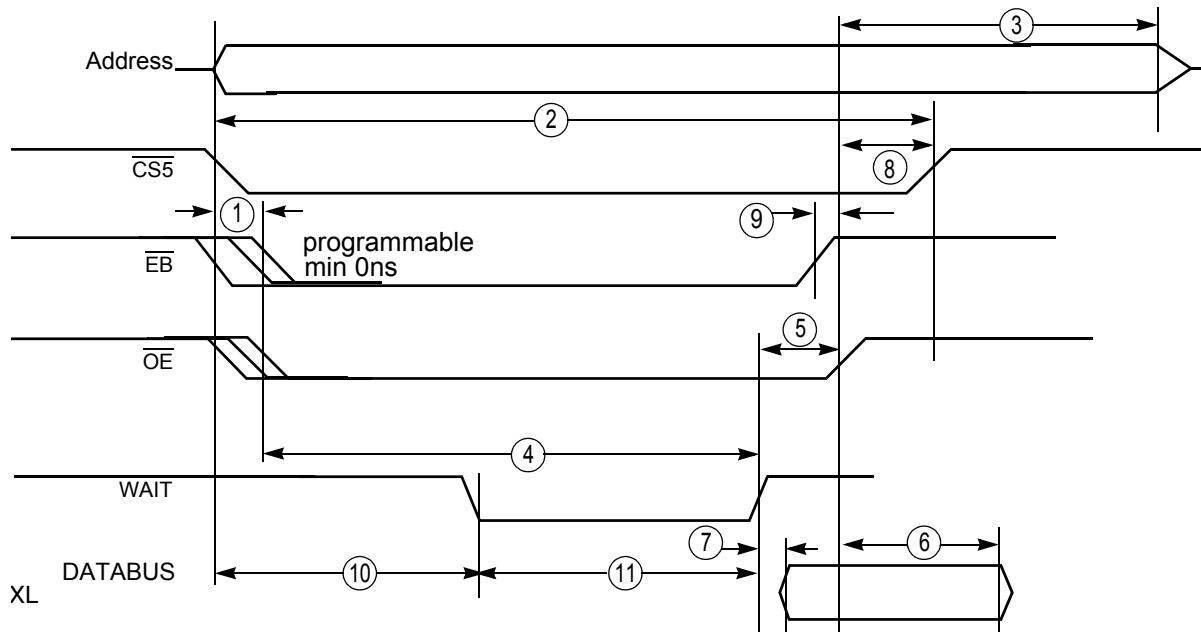 3
Address
2
CS5
8
1
9
programmable
min 0ns
EB
5
OE
4
WAIT
7
6
DATABUS
10
11
XL